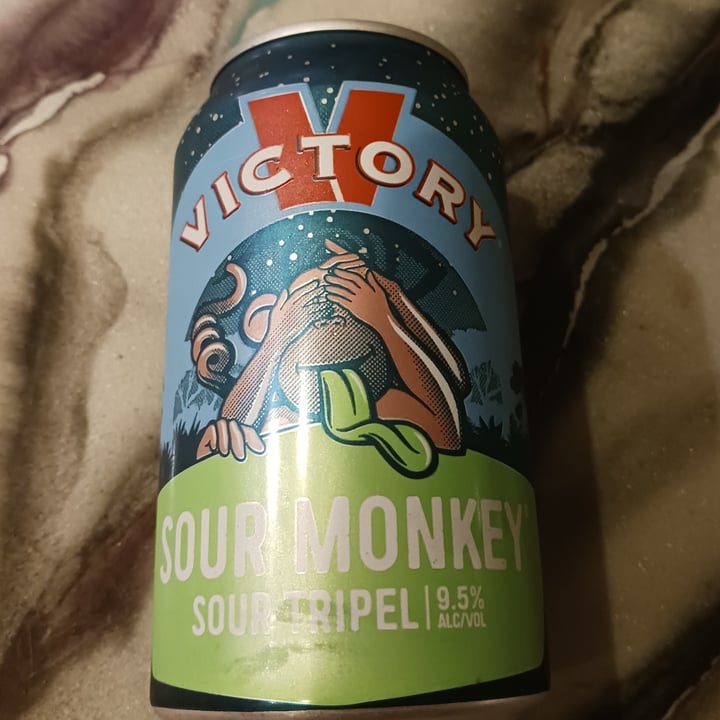 V
VICTORY
SOUR MONKEY
SOUR TRIPEL | 9.5%
ALC/VOL